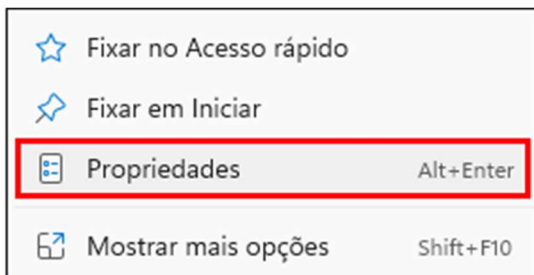 Fixar no Acesso rápido
Fixar em Iniciar
Propriedades Alt+Enter
Mostrar mais opções Shift+F10